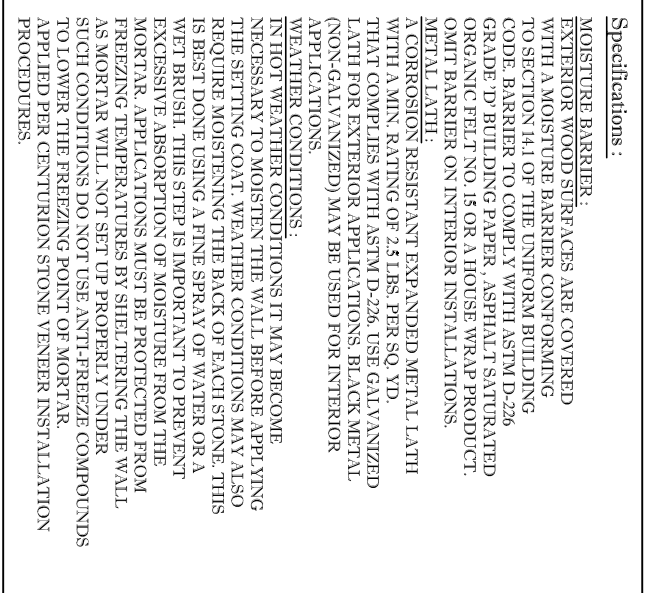 Specifications :
MOISTURE BARRIER :
EXTERIOR WOOD SURFACES ARE COVERED
WITH A MOISTURE BARRIER CONFORMING
TO SECTION 14.1 OF THE UNIFORM BUILDING
CODE. BARRIER TO COMPLY WITH ASTM D-226
GRADE 'D' BUILDING PAPER , ASPHALT SATURATED
ORGANIC FELT NO. 15 OR A HOUSE WRAP PRODUCT.
OMIT BARRIER ON INTERIOR INSTALLATIONS.
METAL LATH :
A CORROSION RESISTANT EXPANDED METAL LATH
WITH A MIN. RATING OF 2.5 LBS. PER SQ. YD.
THAT COMPLIES WITH ASTM D-226. USE GALVANIZED
LATH FOR EXTERIOR APPLICATIONS. BLACK METAL
(NON-GALVANIZED) MAY BE USED FOR INTERIOR
APPLICATIONS.
WEATHER CONDITIONS :
IN HOT WEATHER CONDITIONS IT MAY BECOME
NECESSARY TO MOISTEN THE WALL BEFORE APPLYING
THE SETTING COAT. WEATHER CONDITIONS MAY ALSO
REQUIRE MOISTENING THE BACK OF EACH STONE. THIS
IS BEST DONE USING A FINE SPRAY OF WATER OR A
WET BRUSH. THIS STEP IS IMPORTANT TO PREVENT
EXCESSIVE ABSORPTION OF MOISTURE FROM THE
MORTAR. APPLICATIONS MUST BE PROTECTED FROM
FREEZING TEMPERATURES BY SHELTERING THE WALL
AS MORTAR WILL NOT SET UP PROPERLY UNDER
SUCH CONDITIONS DO NOT USE ANTI-FREEZE COMPOUNDS
TO LOWER THE FREEZING POINT OF MORTAR.
APPLIED PER CENTURION STONE VENEER INSTALLATION
PROCEDURES.